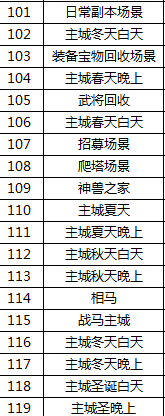 101 日常副本场景
102 主城冬天白天
103 装备宝物回收场景
104 主城春天晚上
105 武将回收
106 主城春天白天
107 招募场景
108 爬塔场景
109 神兽之家
110 主城夏天
111 主城夏天晚上
112 主城秋天白天
113 主城秋天晚上
114 相马
115 战马主城
116 主城冬天白天
117 主城冬天晚上
118 主城圣诞白天
119 主城圣晚上